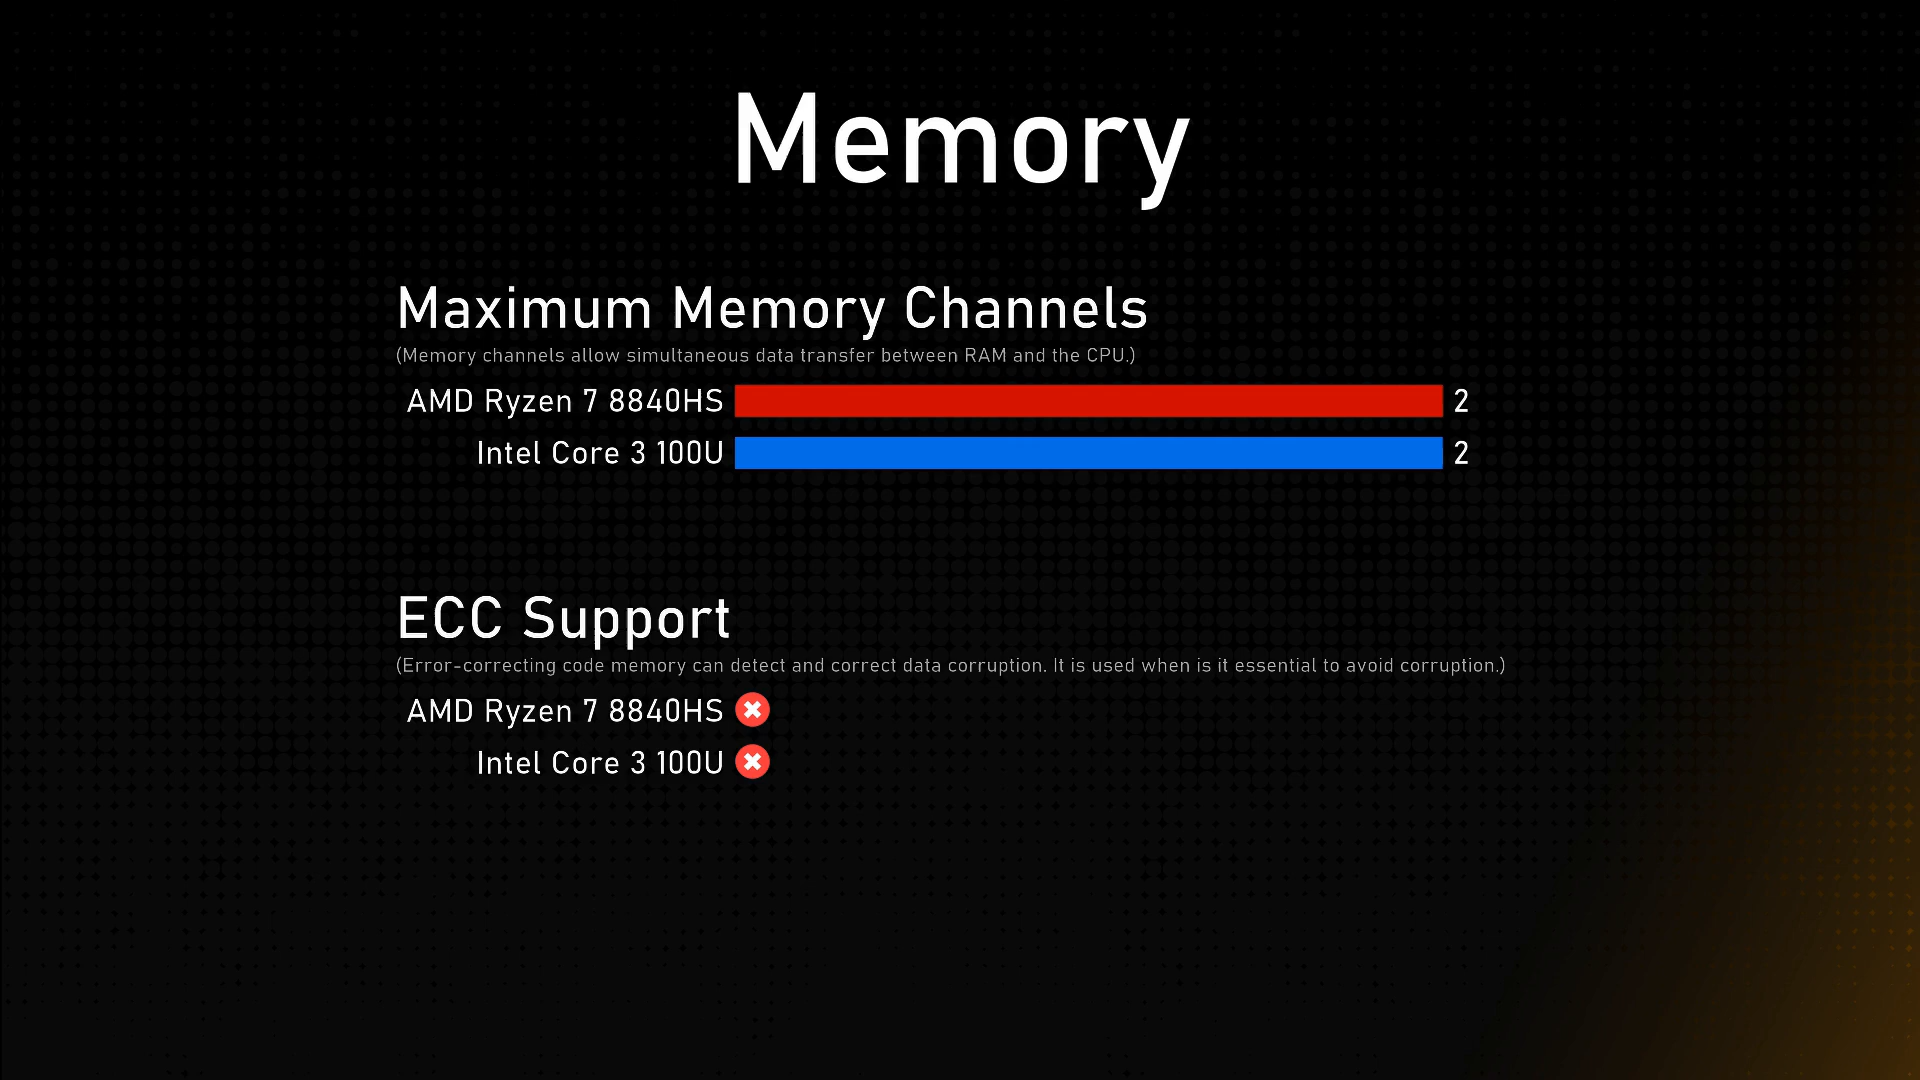 Memory
Maximum Memory Channels
(Memory channels allow simultaneous data transfer between RAM and the CPU.)
AMD Ryzen 7 8840HS 2
Intel Core 3 100U 2
ECC Support
(Error-correcting code memory can detect and correct data corruption. It is used when is it essential to avoid corruption.)
AMD Ryzen 7 8840HS
Intel Core 3 100U